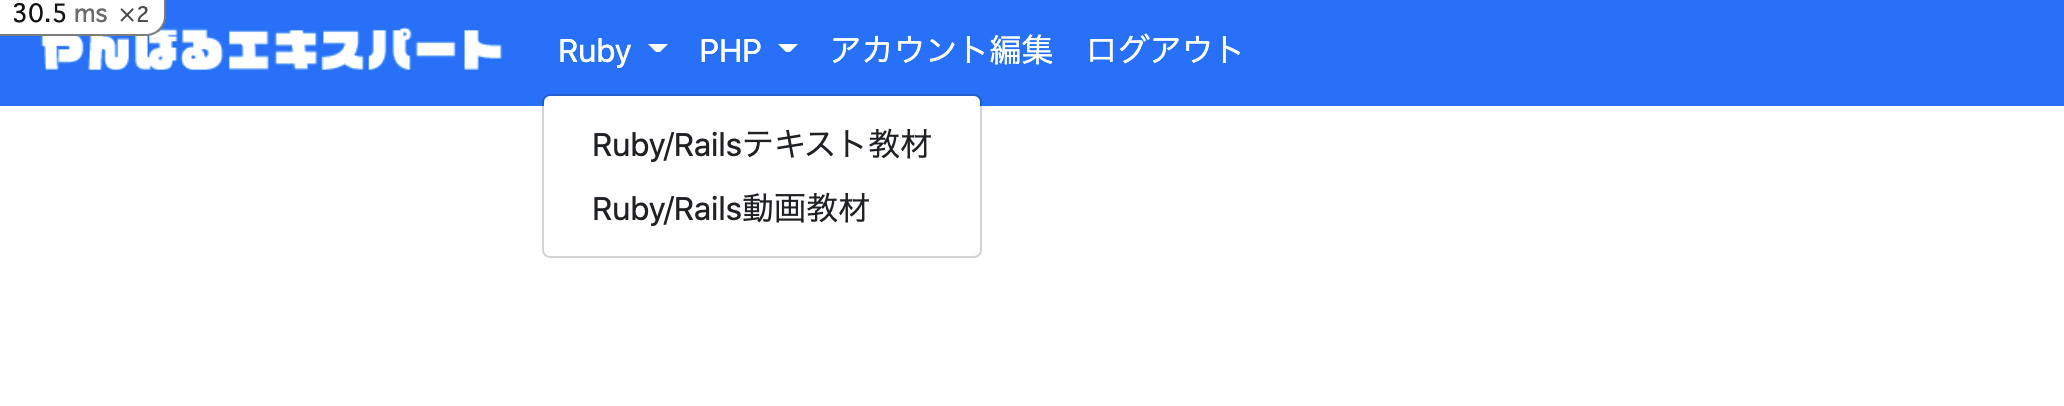 30.5 ms ×2
やんばるエキスパート Ruby PHP アカウント編集 ログアウト
Ruby/Railsテキスト教材
Ruby/Rails動画教材